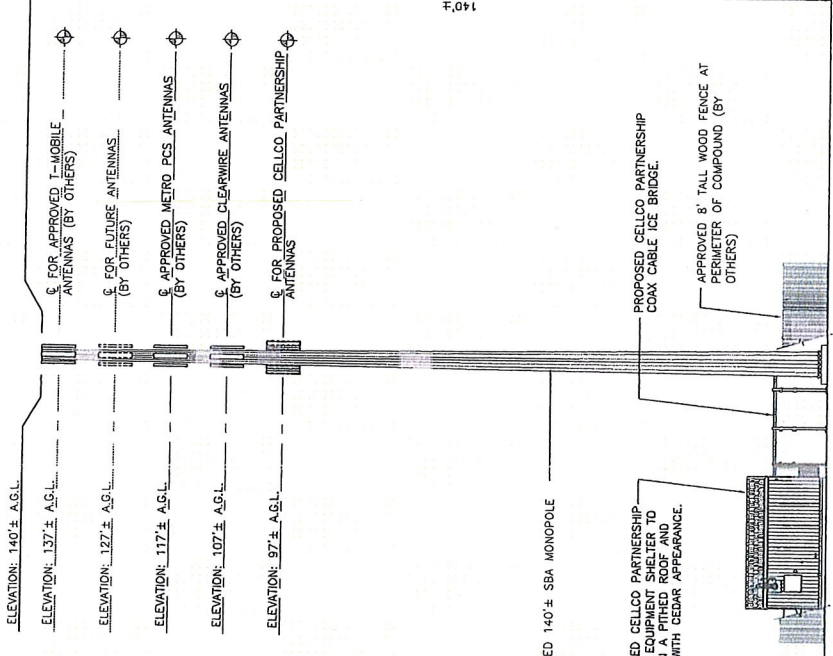 ELEVATION: 140'± A.G.L.
ELEVATION: 137'± A.G.L.
℄ FOR APPROVED T-MOBILE
ANTENNAS (BY OTHERS)
ELEVATION: 127'± A.G.L.
℄ FOR FUTURE ANTENNAS
(BY OTHERS)
ELEVATION: 117'± A.G.L.
℄ APPROVED METRO PCS ANTENNAS
(BY OTHERS)
ELEVATION: 107'± A.G.L.
℄ APPROVED CLEARWIRE ANTENNAS
(BY OTHERS)
ELEVATION: 97'± A.G.L.
℄ FOR PROPOSED CELLCO PARTNERSHIP
ANTENNAS
140'±
ED 140'± SBA MONOPOLE
PROPOSED CELLCO PARTNERSHIP
COAX CABLE ICE BRIDGE.
ED CELLCO PARTNERSHIP
EQUIPMENT SHELTER TO
N A PITHED ROOF AND
WITH CEDAR APPEARANCE.
APPROVED 8' TALL WOOD FENCE AT
PERIMETER OF COMPOUND (BY
OTHERS)